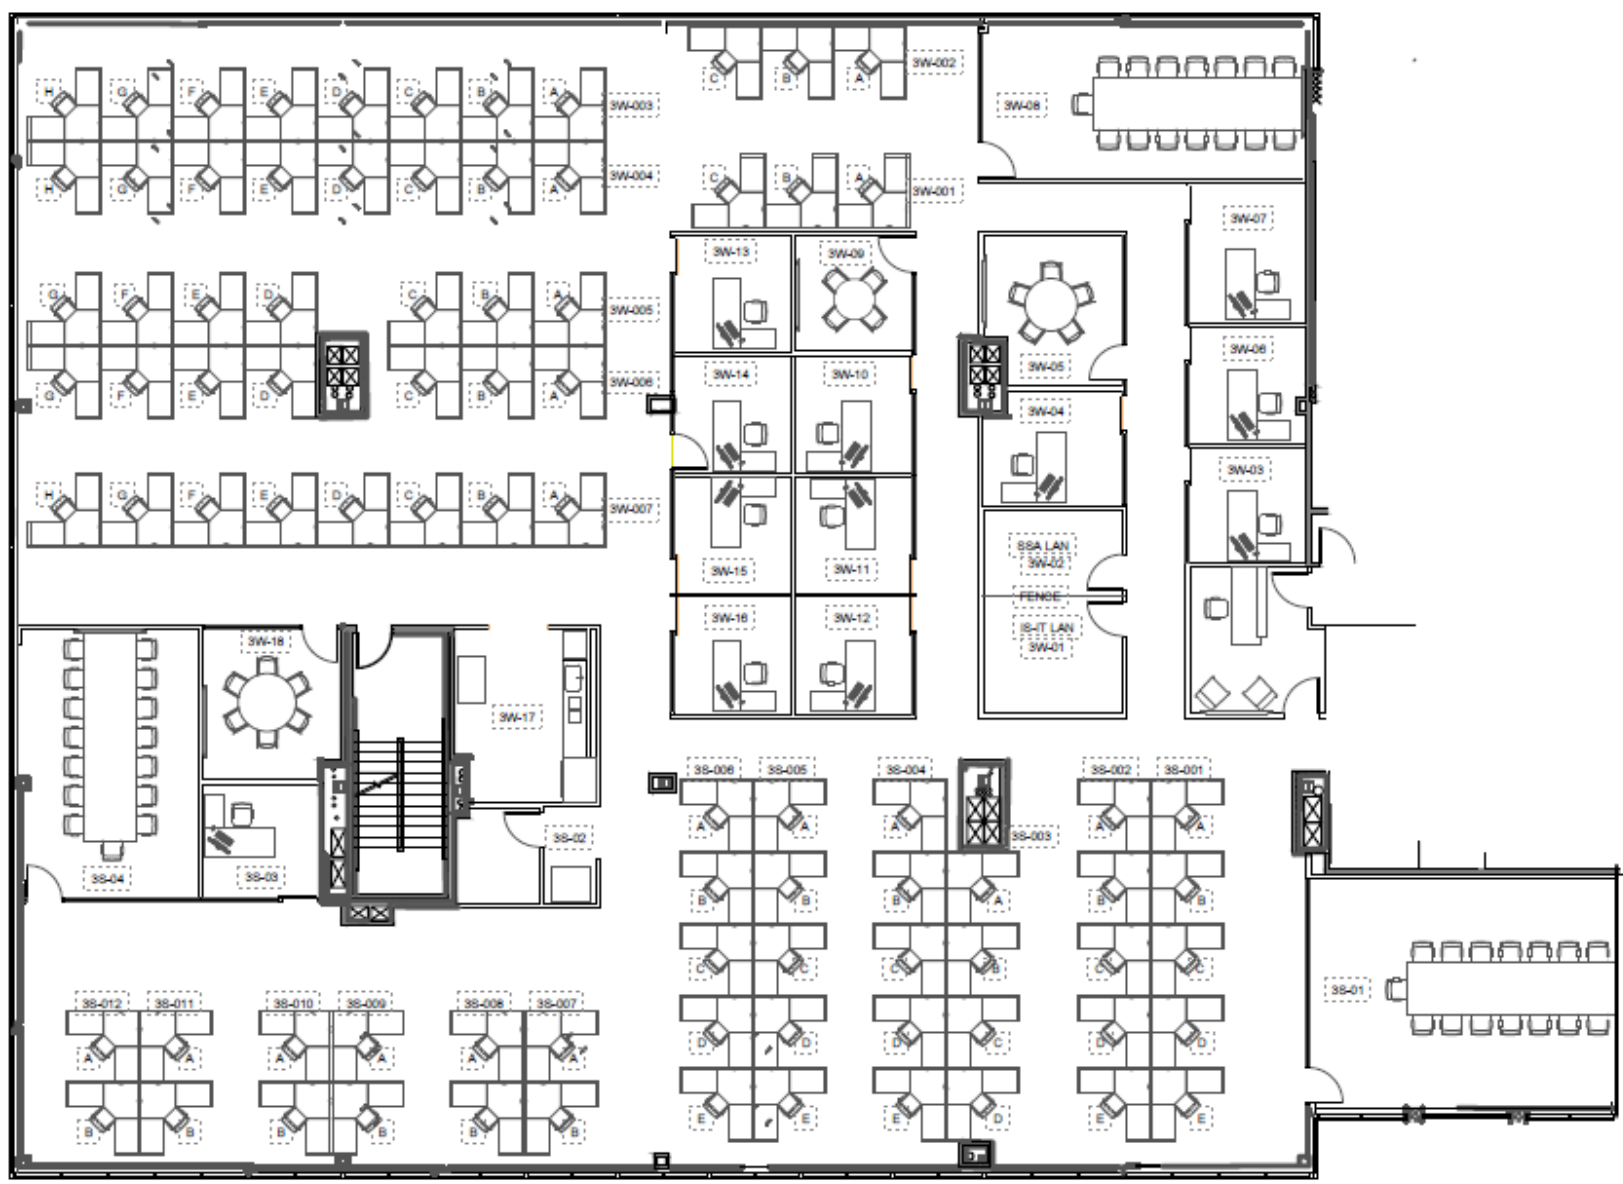 C B A 3W-002
3W-08
H G F E D C B A 3W-003
H G F E D C B A 3W-004
C B A 3W-001
3W-07
3W-13 3W-09
G F E D C B A 3W-005
3W-06
3W-05
G F E D C B A 3W-006
3W-14 3W-10
3W-04
3W-03
H G F E D C B A 3W-007
SSA LAN
3W-02
3W-15 3W-11
FENCE
3W-16 3W-12
IS-IT LAN
3W-01
3W-18
3W-17
3S-006 3S-005 3S-004 3S-002 3S-001
A A A A A
3S-02 3S-003
3S-04 3S-03
B B B A B B
C C C B C C
3S-01
3S-012 3S-011 3S-010 3S-009 3S-008 3S-007
D D D C D D
A A A A A A
E E E D E E
B B B B B B